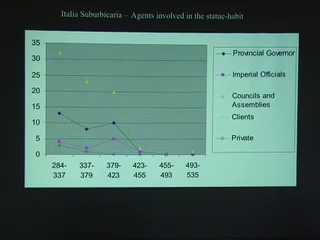 Italia Suburbicaria – Agents involved in the statue-habit
35
30
25
20
15
10
5
0
284-
337
337-
379
379-
423
423-
455
455-
493
493-
535
Provincial Governor
Imperial Officials
Councils and
Assemblies
Clients
Private